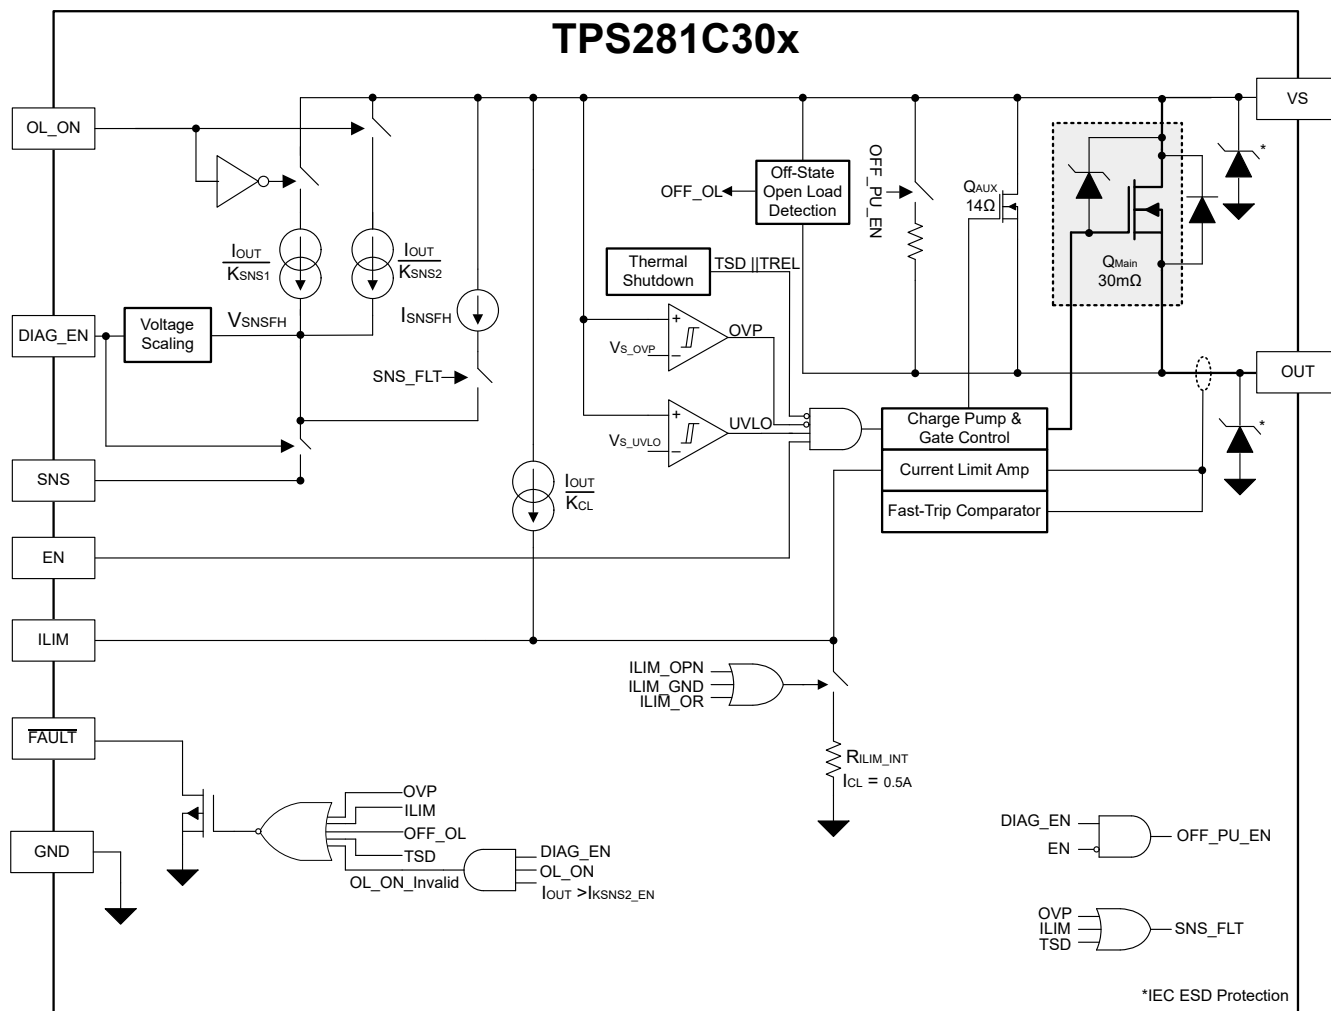 TPS281C30x
VS
OL_ON
OFF_PU_EN
Off-State
Open Load
Detection
OFF_OL
QAUX
14Ω
*
IOUT
KSNS1
IOUT
KSNS2
Thermal
Shutdown
TSD ||TREL
QMain
30mΩ
ISNSFH
DIAG_EN
Voltage
Scaling
VSNSFH
+
OVP
VS_OVP
−
SNS_FLT
OUT
+
UVLO
VS_UVLO
−
Charge Pump &
Gate Control
*
Current Limit Amp
Fast-Trip Comparator
SNS
IOUT
KCL
EN
ILIM
ILIM_OPN
ILIM_GND
ILIM_OR
FAULT
RILIM_INT
ICL = 0.5A
OVP
ILIM
OFF_OL
TSD
OL_ON_Invalid
DIAG_EN
OL_ON
IOUT >IKSNS2_EN
GND
DIAG_EN
EN
OFF_PU_EN
OVP
ILIM
TSD
SNS_FLT
*IEC ESD Protection